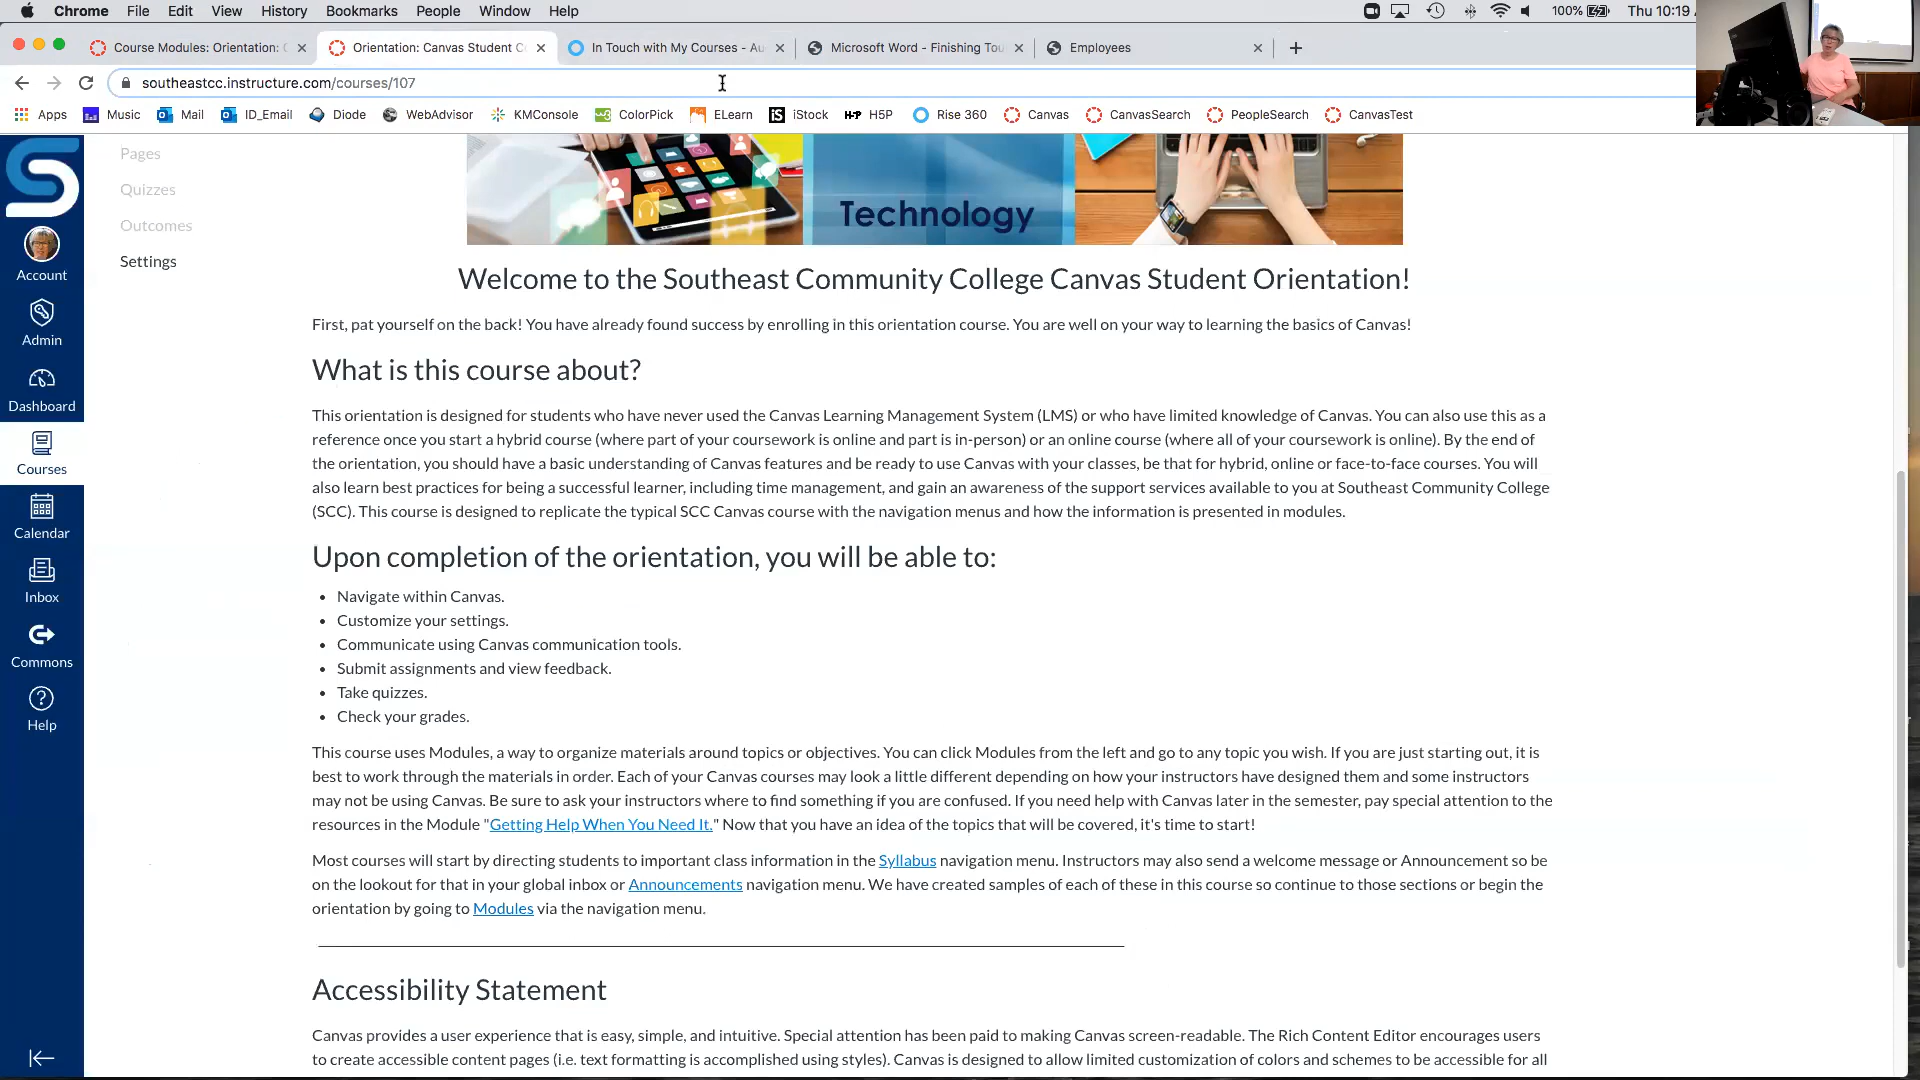 Chrome File Edit View History Bookmarks People Window Help 100% Thu 10:19
Course Modules: Orientation: Orientation: Canvas Student In Touch with My Courses - Microsoft Word - Finishing Employees
southeastcc.instructure.com/courses/107
Apps Music Mail ID_Email Diode WebAdvisor KMConsole ColorPick ELearn iStock H5P Rise 360 Canvas CanvasSearch PeopleSearch CanvasTest
Pages
Quizzes
Outcomes
Settings
Account
Admin
Dashboard
Courses
Calendar
Inbox
Commons
Help
Technology
Welcome to the Southeast Community College Canvas Student Orientation!
First, pat yourself on the back! You have already found success by enrolling in this orientation course. You are well on your way to learning the basics of Canvas!
What is this course about?
This orientation is designed for students who have never used the Canvas Learning Management System (LMS) or who have limited knowledge of Canvas. You can also use this as a
reference once you start a hybrid course (where part of your coursework is online and part is in-person) or an online course (where all of your coursework is online). By the end of
the orientation, you should have a basic understanding of Canvas features and be ready to use Canvas with your classes, be that for hybrid, online or face-to-face courses. You will
also learn best practices for being a successful learner, including time management, and gain an awareness of the support services available to you at Southeast Community College
(SCC). This course is designed to replicate the typical SCC Canvas course with the navigation menus and how the information is presented in modules.
Upon completion of the orientation, you will be able to:
• Navigate within Canvas.
• Customize your settings.
• Communicate using Canvas communication tools.
• Submit assignments and view feedback.
• Take quizzes.
• Check your grades.
This course uses Modules, a way to organize materials around topics or objectives. You can click Modules from the left and go to any topic you wish. If you are just starting out, it is
best to work through the materials in order. Each of your Canvas courses may look a little different depending on how your instructors have designed them and some instructors
may not be using Canvas. Be sure to ask your instructors where to find something if you are confused. If you need help with Canvas later in the semester, pay special attention to the
resources in the Module "Getting Help When You Need It." Now that you have an idea of the topics that will be covered, it's time to start!
Most courses will start by directing students to important class information in the Syllabus navigation menu. Instructors may also send a welcome message or Announcement so be
on the lookout for that in your global inbox or Announcements navigation menu. We have created samples of each of these in this course so continue to those sections or begin the
orientation by going to Modules via the navigation menu.
Accessibility Statement
Canvas provides a user experience that is easy, simple, and intuitive. Special attention has been paid to making Canvas screen-readable. The Rich Content Editor encourages users
to create accessible content pages (i.e. text formatting is accomplished using styles). Canvas is designed to allow limited customization of colors and schemes to be accessible for all